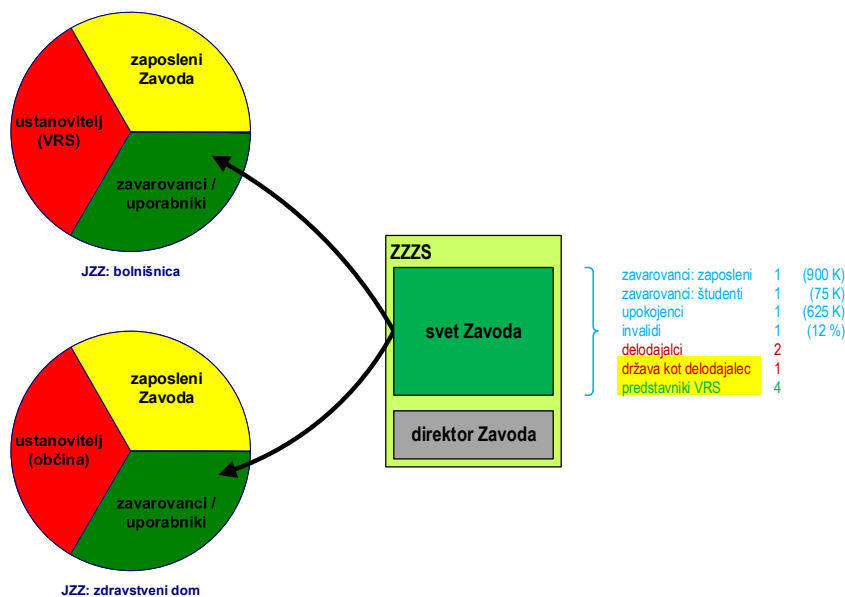 zaposleni
Zavoda
ustanovitelj
(VRS)
zavarovanci /
uporabniki
JZZ: bolnišnica
ZZZS
svet Zavoda
direktor Zavoda
zavarovanci: zaposleni 1 (900 K)
zavarovanci: študenti 1 (75 K)
upokojenci 1 (625 K)
invalidi 1 (12 %)
delodajalci 2
država kot delodajalec 1
predstavniki VRS 4
zaposleni
Zavoda
ustanovitelj
(občina)
zavarovanci /
uporabniki
JZZ: zdravstveni dom